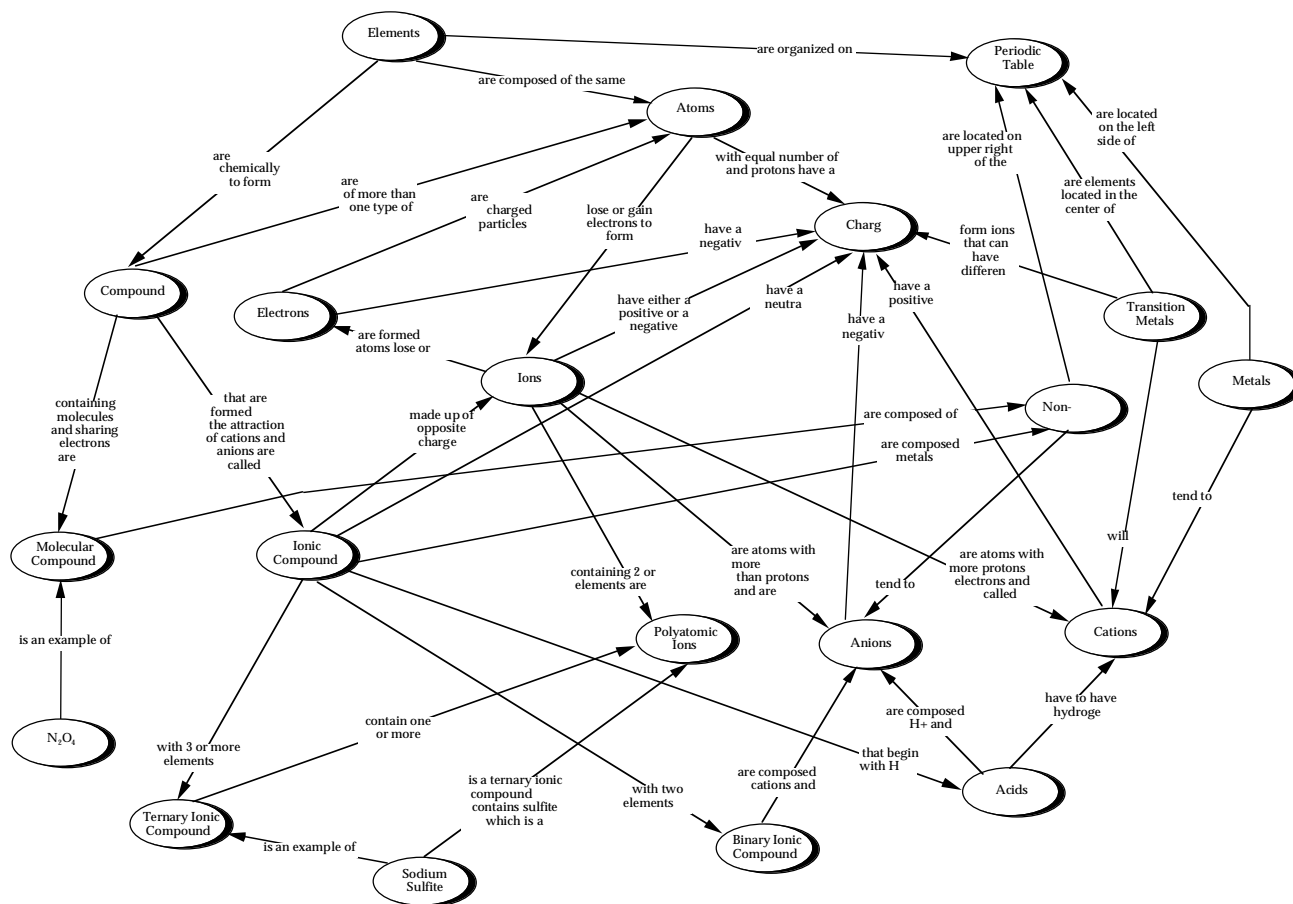 Elements
are organized on
Periodic
Table
are composed of the same
Atoms
are located
on the left
side of
are located on
upper right
of the
are
chemically
to form
are
of more than
one type of
are
charged
particles
with equal number of
and protons have a
are elements
located in the
center of
lose or gain
electrons to
form
have a
negativ
Charg
form ions
that can
have
differen
Compound
Electrons
have either a
positive or a
negative
have a
neutra
have a
positive
have a
negativ
Transition
Metals
are formed
atoms lose or
Ions
Metals
Non-
containing
molecules
and sharing
electrons
are
that are
formed
the attraction
of cations and
anions are
called
made up of
opposite
charge
are composed of
are composed
metals
tend to
will
Molecular
Compound
Ionic
Compound
containing 2 or
elements are
are atoms with
more
than protons
and are
tend to
are atoms with
more protons
electrons and
called
is an example of
Polyatomic
Ions
Anions
Cations
N₂O₄
contain one
or more
are composed
H+ and
have to have
hydroge
with 3 or more
elements
is a ternary ionic
compound
contains sulfite
which is a
with two
elements
are composed
cations and
that begin
with H
Acids
Ternary Ionic
Compound
is an example of
Sodium
Sulfite
Binary Ionic
Compound